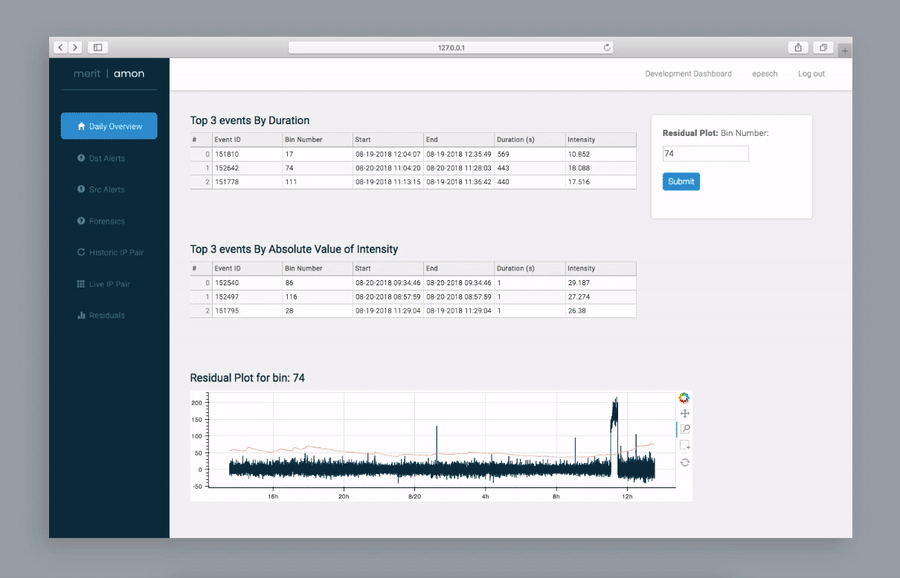 127.0.0.1
merit | amon
Development Dashboard epesch Log out
Daily Overview
Dst Alerts
Src Alerts
Forensics
Historic IP Pair
Live IP Pair
Residuals
Top 3 events By Duration
# Event ID Bin Number Start End Duration (s) Intensity
0 151810 17 08-19-2018 12:04:07 08-19-2018 12:35:49 569 10.852
1 152642 74 08-20-2018 11:04:20 08-20-2018 11:28:03 443 18.088
2 151778 111 08-19-2018 11:13:15 08-19-2018 11:36:42 440 17.516
Residual Plot: Bin Number:
74
Submit
Top 3 events By Absolute Value of Intensity
# Event ID Bin Number Start End Duration (s) Intensity
0 152540 86 08-20-2018 09:34:46 08-20-2018 09:34:46 1 29.187
1 152497 116 08-20-2018 08:57:59 08-20-2018 08:57:59 1 27.274
2 151795 28 08-19-2018 11:29:04 08-19-2018 11:29:04 1 26.38
Residual Plot for bin: 74
200
150
100
50
0
-50
16h 20h 8/20 4h 8h 12h